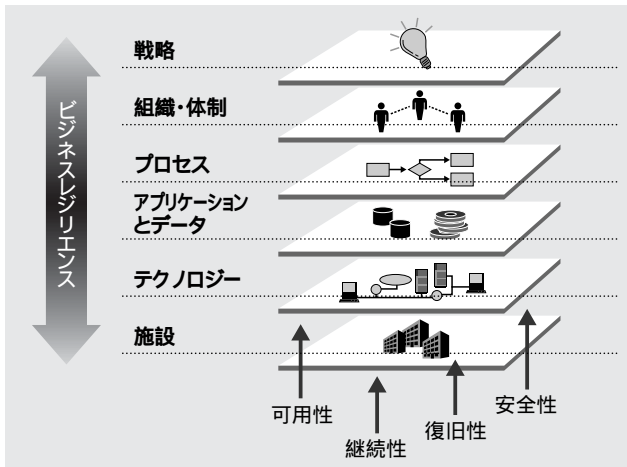 ビジネスレジリエンス
戦略
組織・体制
プロセス
アプリケーション
とデータ
テクノロジー
施設
可用性
継続性
復旧性
安全性